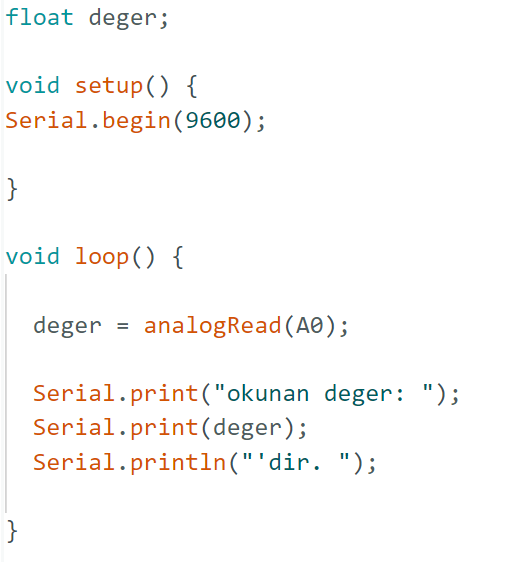 float deger;
void setup() {
Serial.begin(9600);
}
void loop() {
deger = analogRead(A0);
Serial.print("okunan deger: ");
Serial.print(deger);
Serial.println("'dir. ");
}